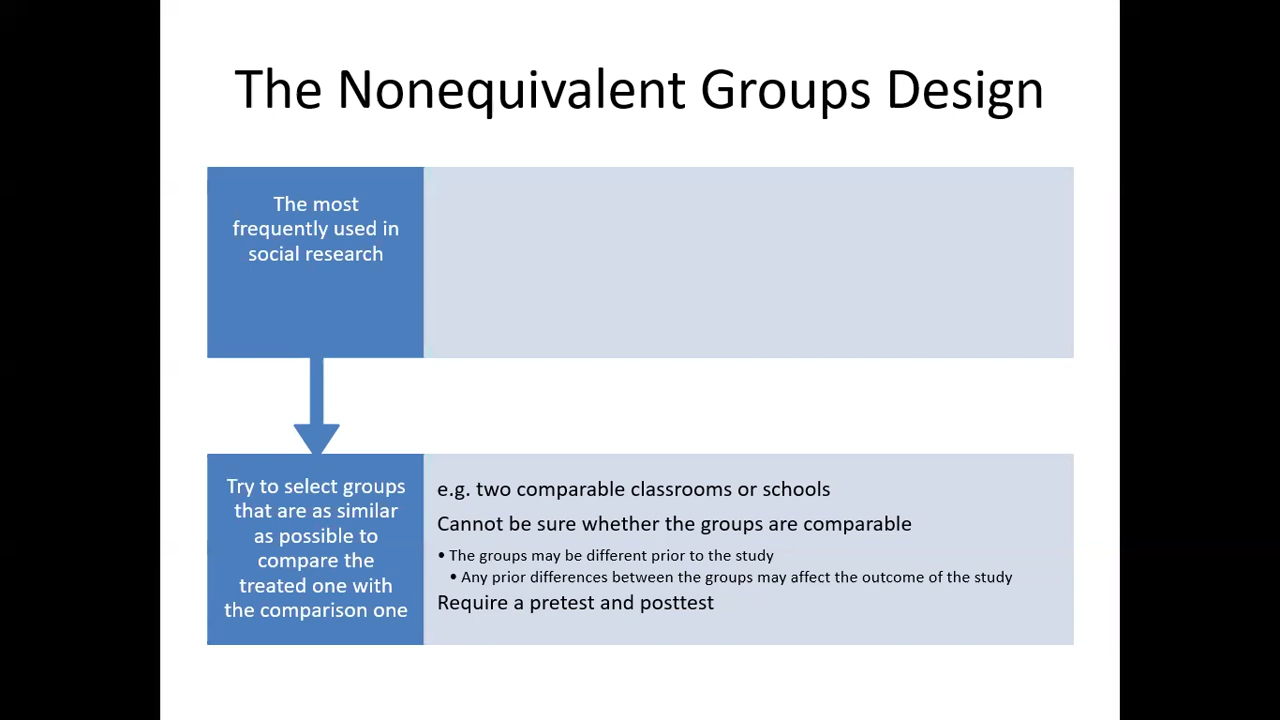 The Nonequivalent Groups Design
The most
frequently used in
social research
Try to select groups
that are as similar
as possible to
compare the
treated one with
the comparison one
e.g. two comparable classrooms or schools
Cannot be sure whether the groups are comparable
• The groups may be different prior to the study
• Any prior differences between the groups may affect the outcome of the study
Require a pretest and posttest